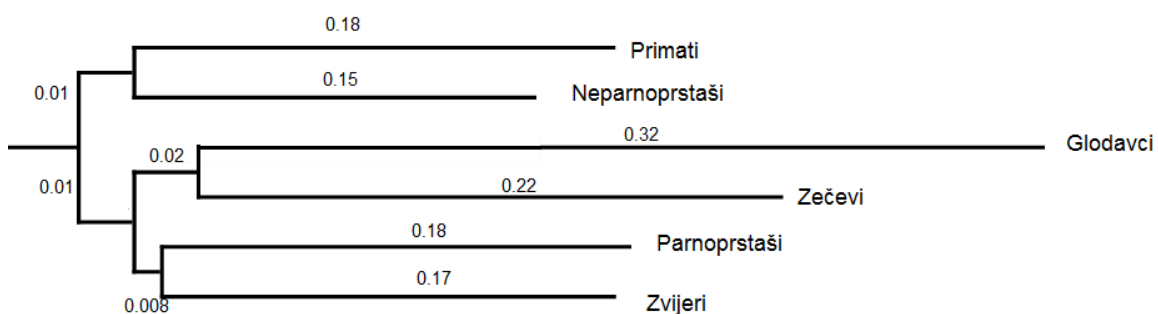 0.18
Primati
0.01
0.15
Neparnoprstaši
0.32
Glodavci
0.02
0.01
0.22
Zečevi
0.18
Parnoprstaši
0.17
0.008
Zvijeri